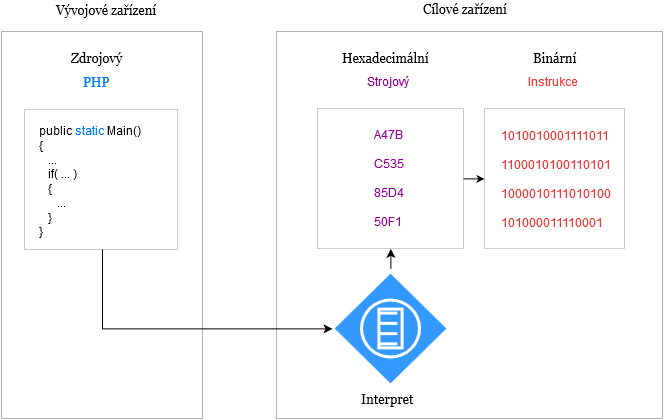 Vývojové zařízení
Zdrojový
PHP
public static Main()
{
...
if( ... )
{
...
}
}
Cílové zařízení
Hexadecimální
Strojový
A47B
C535
85D4
50F1
Binární
Instrukce
1010010001111011
1100010100110101
1000010111010100
101000011110001
Interpret